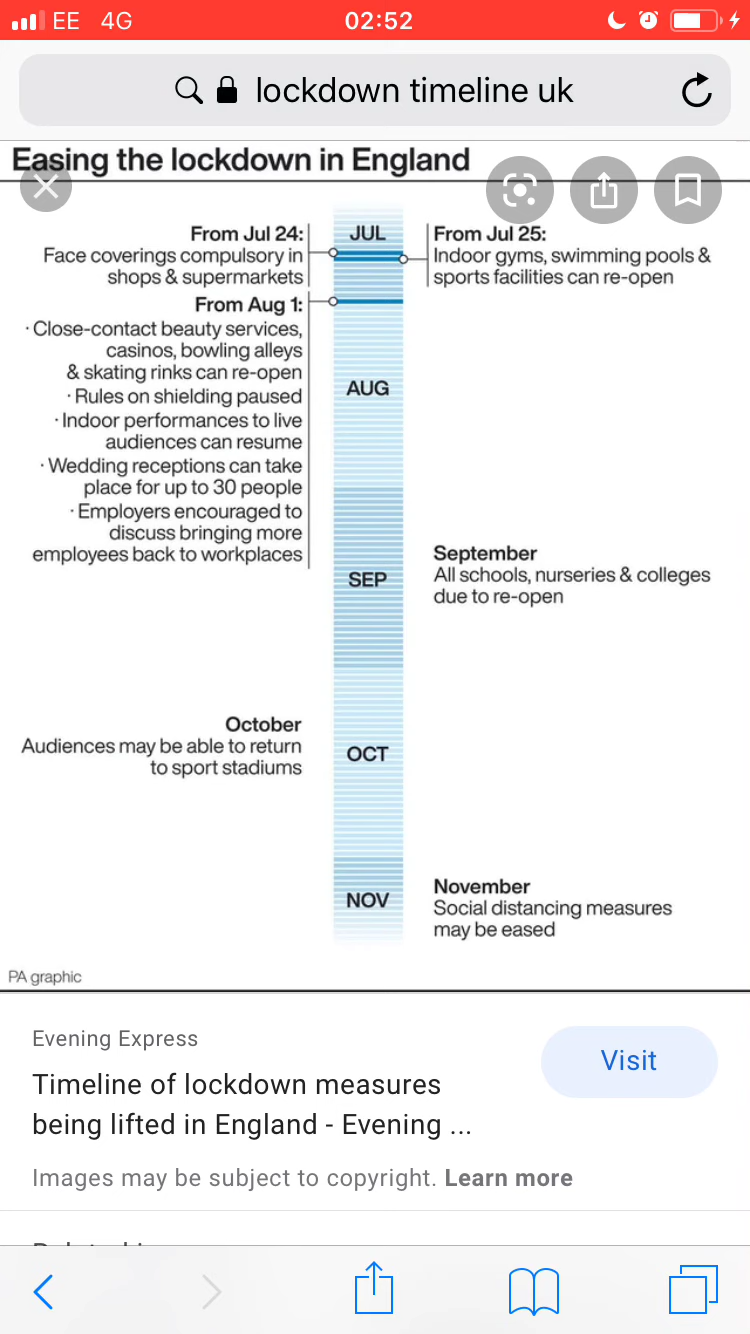 EE 4G 02:52
lockdown timeline uk
Easing the lockdown in England
From Jul 24:
Face coverings compulsory in
shops & supermarkets
JUL
From Jul 25:
Indoor gyms, swimming pools &
sports facilities can re-open
From Aug 1:
· Close-contact beauty services,
casinos, bowling alleys
& skating rinks can re-open
· Rules on shielding paused
· Indoor performances to live
audiences can resume
· Wedding receptions can take
place for up to 30 people
· Employers encouraged to
discuss bringing more
employees back to workplaces
AUG
SEP
September
All schools, nurseries & colleges
due to re-open
October
Audiences may be able to return
to sport stadiums
OCT
NOV
November
Social distancing measures
may be eased
PA graphic
Evening Express
Timeline of lockdown measures
being lifted in England - Evening ...
Visit
Images may be subject to copyright. Learn more